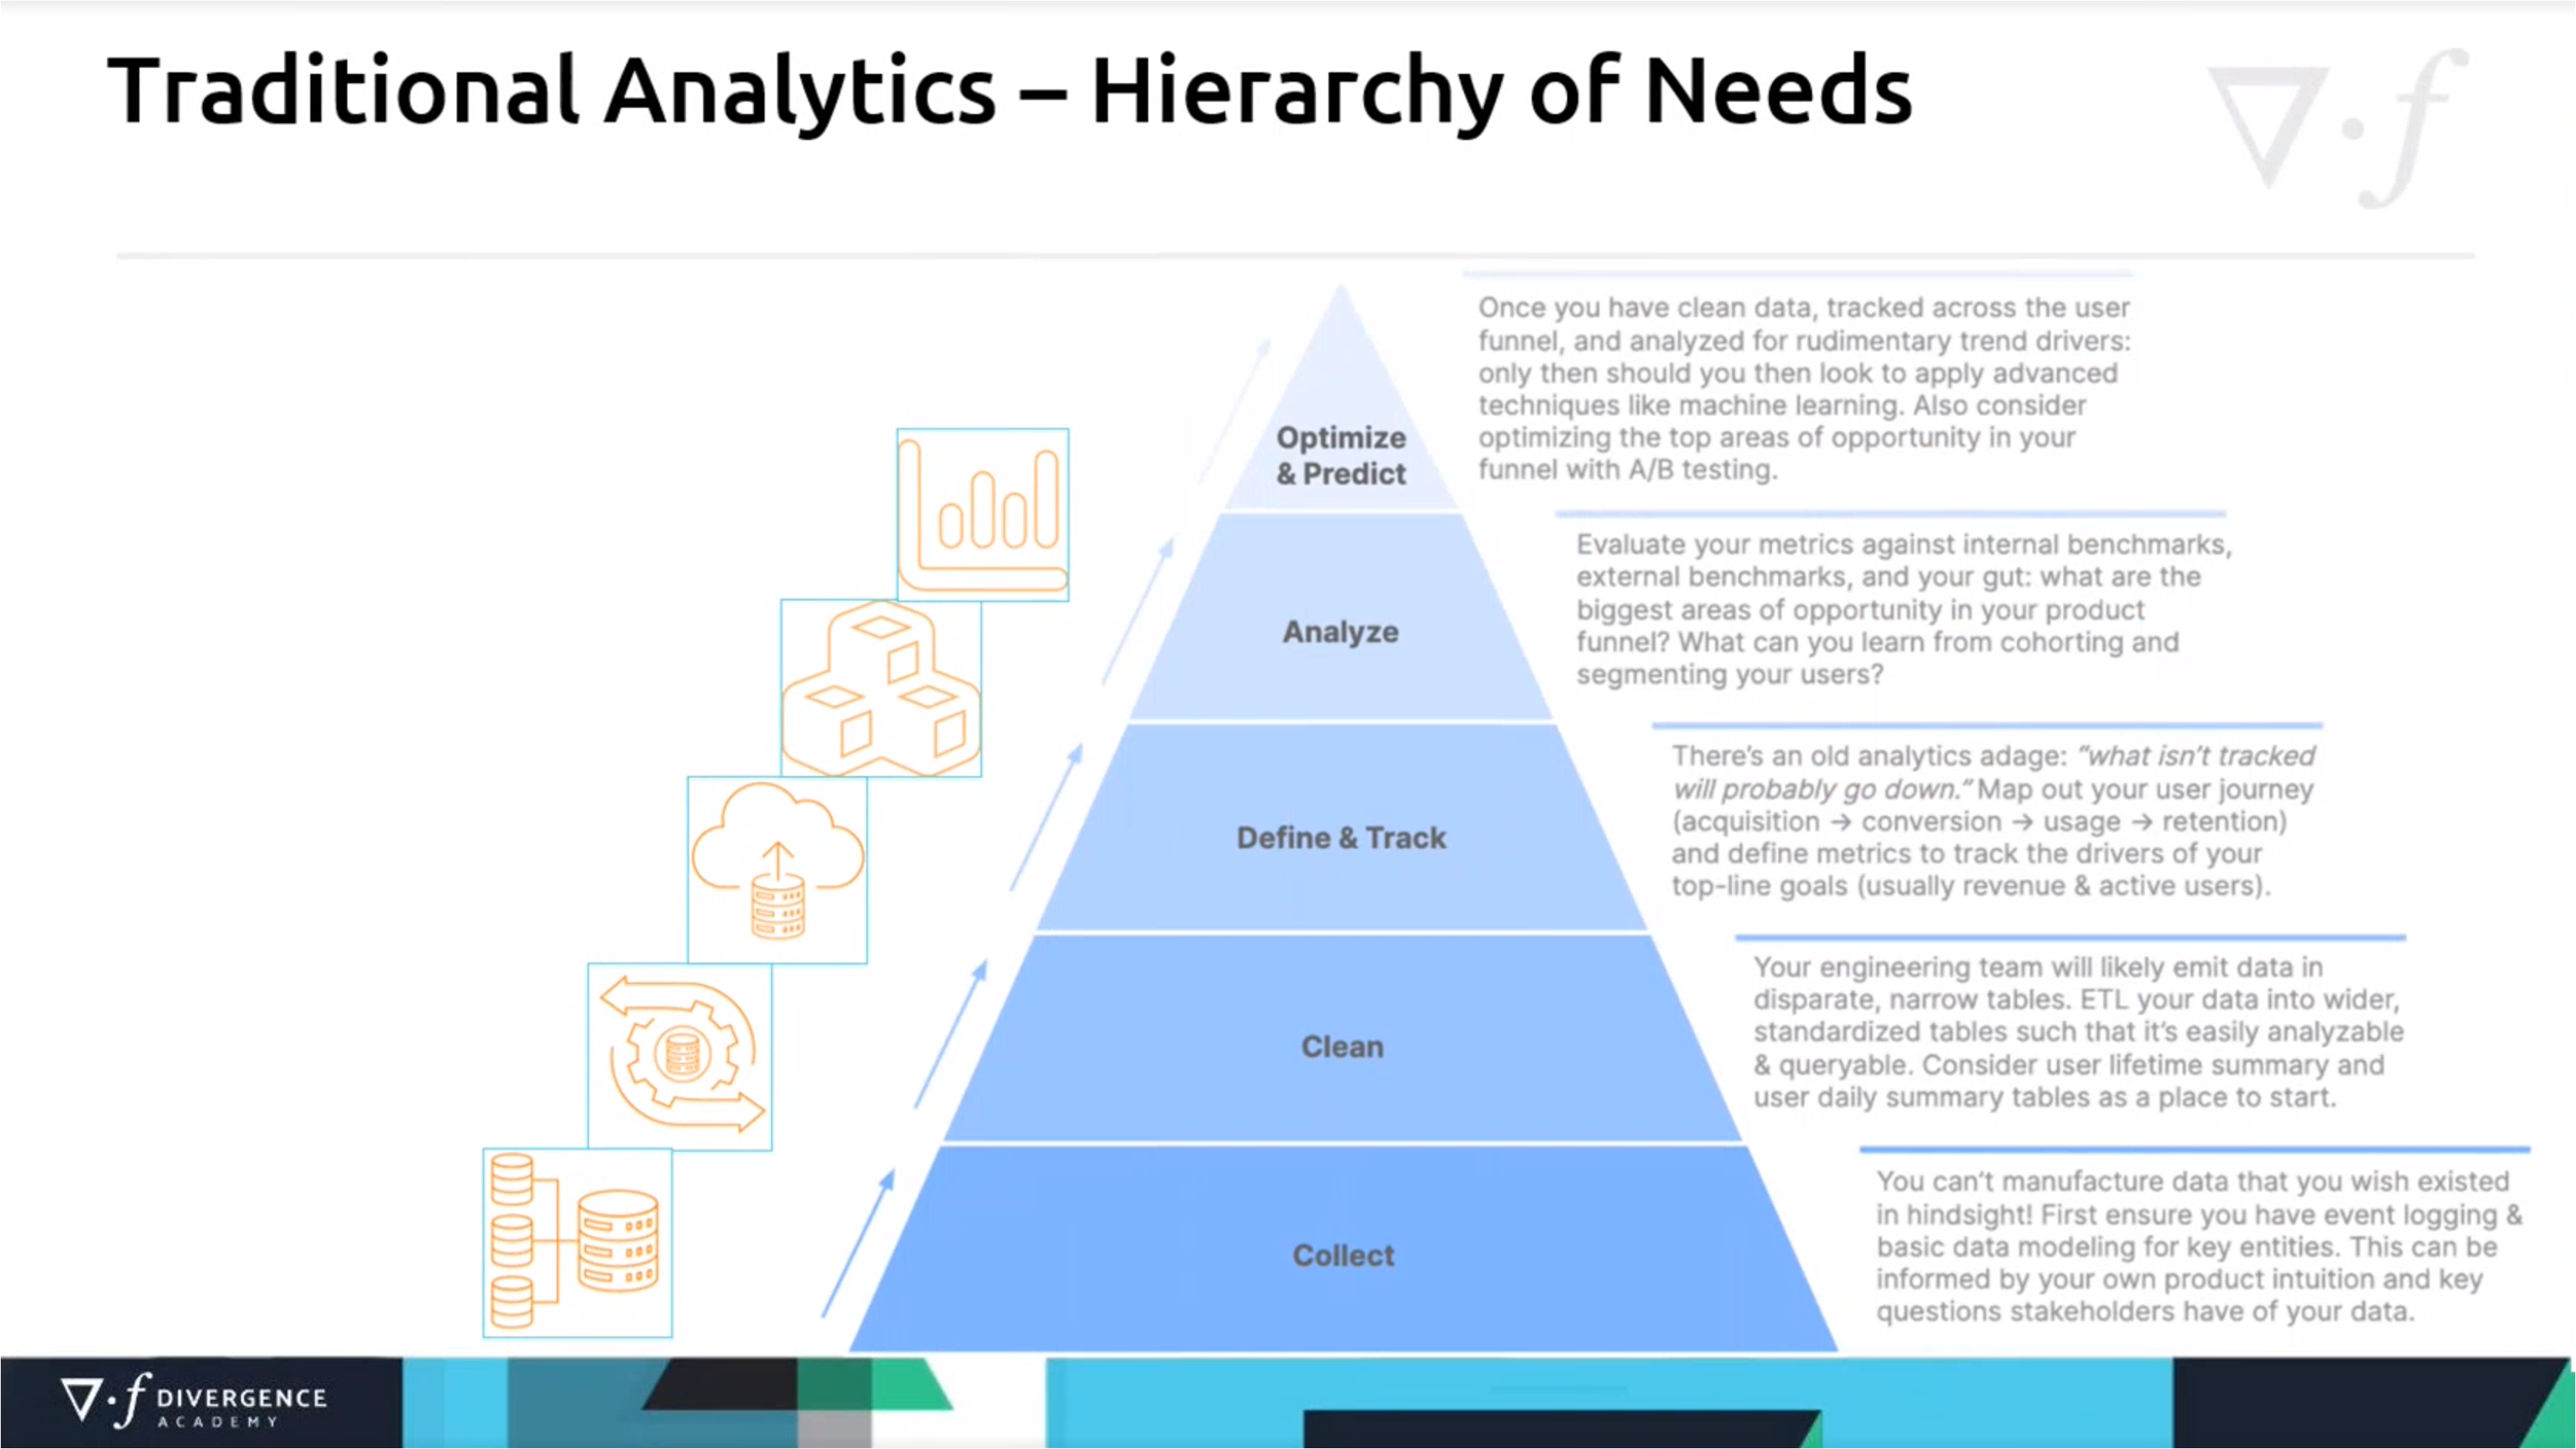 Traditional Analytics – Hierarchy of Needs
∇·f
Optimize
& Predict
Once you have clean data, tracked across the user
funnel, and analyzed for rudimentary trend drivers:
only then should you then look to apply advanced
techniques like machine learning. Also consider
optimizing the top areas of opportunity in your
funnel with A/B testing.
Analyze
Evaluate your metrics against internal benchmarks,
external benchmarks, and your gut: what are the
biggest areas of opportunity in your product
funnel? What can you learn from cohorting and
segmenting your users?
Define & Track
There's an old analytics adage: “what isn't tracked
will probably go down.” Map out your user journey
(acquisition → conversion → usage → retention)
and define metrics to track the drivers of your
top-line goals (usually revenue & active users).
Clean
Your engineering team will likely emit data in
disparate, narrow tables. ETL your data into wider,
standardized tables such that it's easily analyzable
& queryable. Consider user lifetime summary and
user daily summary tables as a place to start.
Collect
You can't manufacture data that you wish existed
in hindsight! First ensure you have event logging &
basic data modeling for key entities. This can be
informed by your own product intuition and key
questions stakeholders have of your data.
∇·f DIVERGENCE
ACADEMY